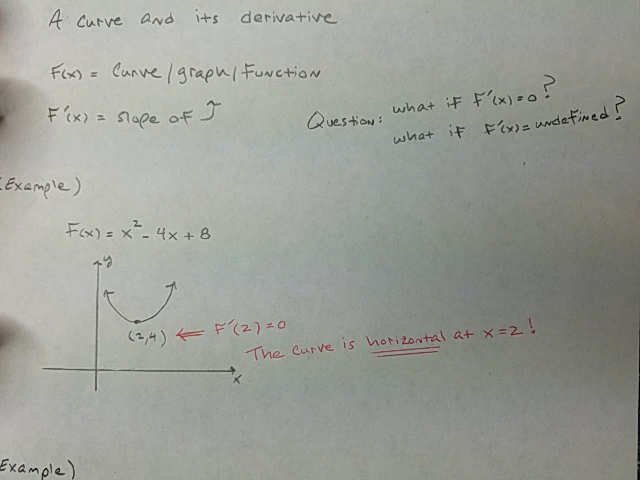 A curve and its derivative
F(x) = Curve/graph/Function
F'(x) = slope of ↑
Question: what if F'(x)=0?
what if F'(x)= undefined?
(Example)
F(x) = x² - 4x + 8
y
(2,4) ⇐ F'(2)=0
The curve is horizontal at x=2!
x
Example)